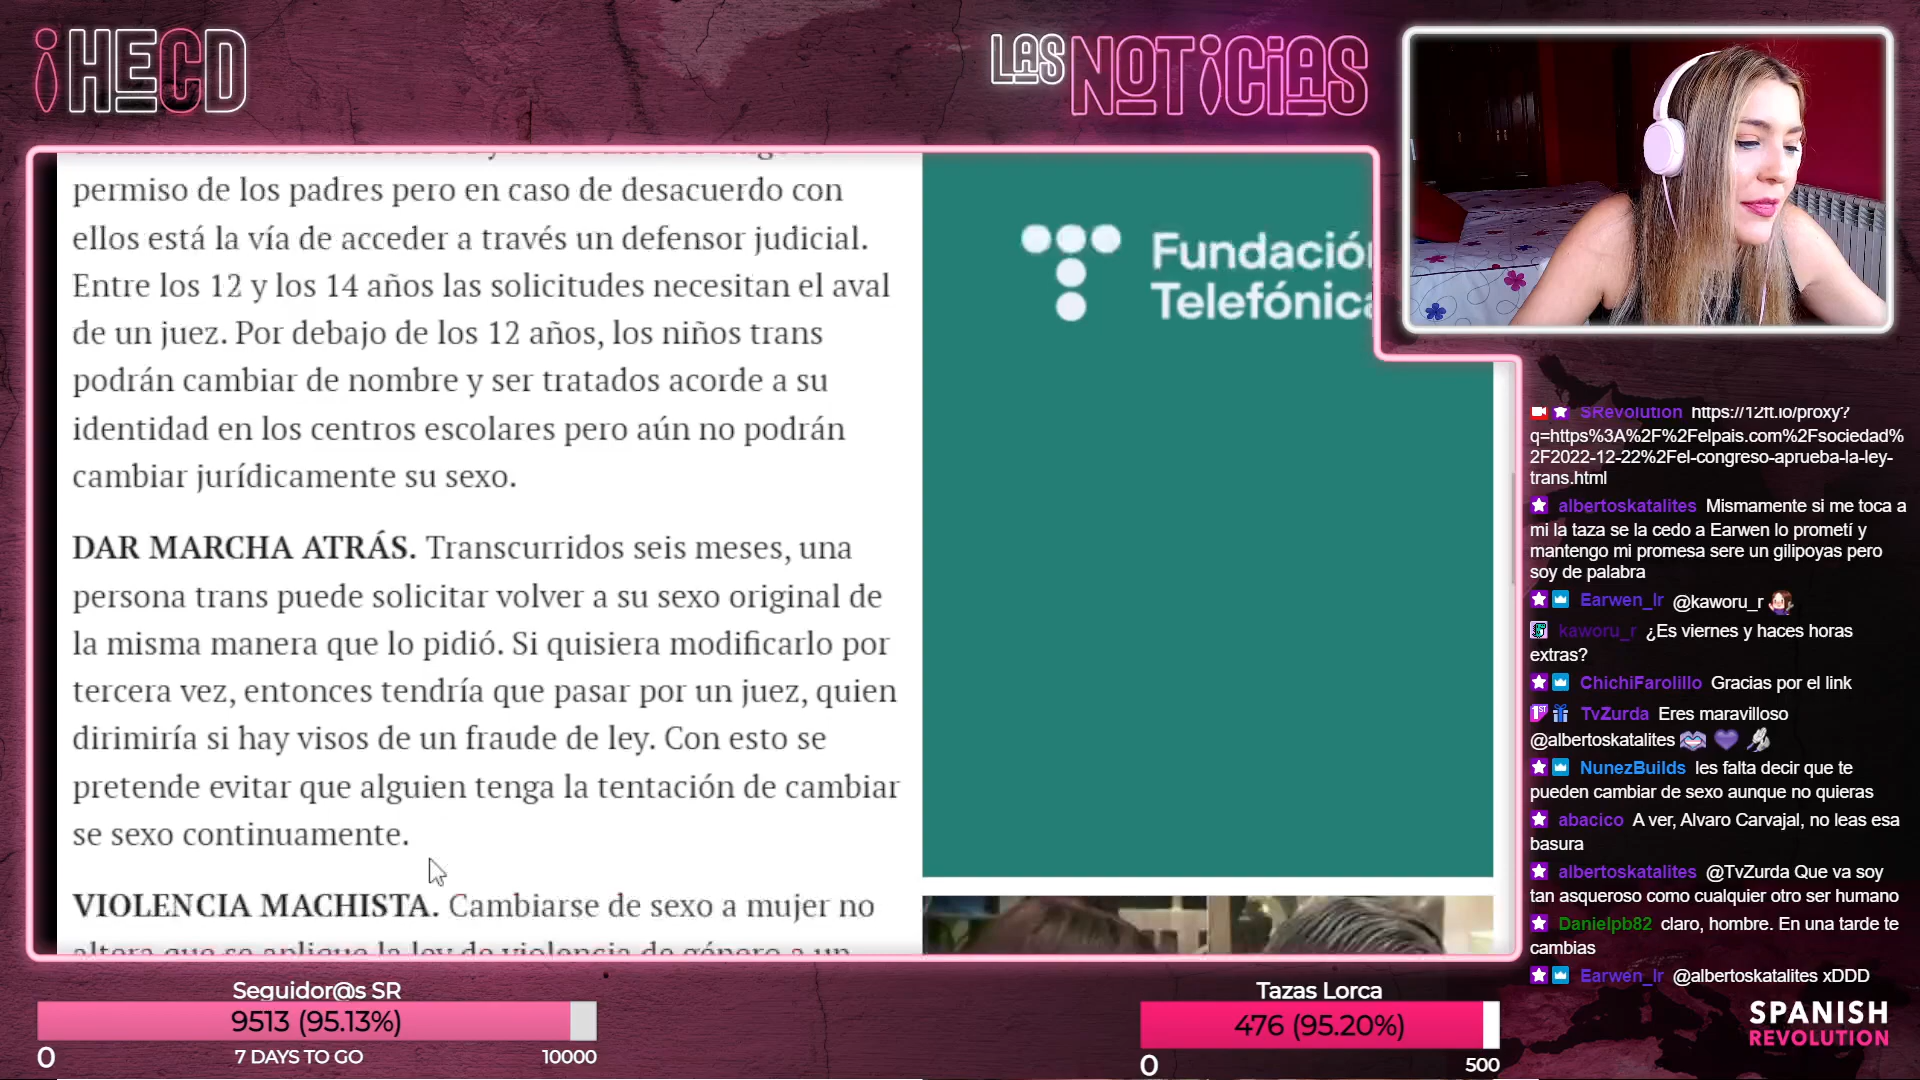 ¡HECD
LAS NOTICIAS
permiso de los padres pero en caso de desacuerdo con
ellos está la vía de acceder a través un defensor judicial.
Entre los 12 y los 14 años las solicitudes necesitan el aval
de un juez. Por debajo de los 12 años, los niños trans
podrán cambiar de nombre y ser tratados acorde a su
identidad en los centros escolares pero aún no podrán
cambiar jurídicamente su sexo.
DAR MARCHA ATRÁS. Transcurridos seis meses, una
persona trans puede solicitar volver a su sexo original de
la misma manera que lo pidió. Si quisiera modificarlo por
tercera vez, entonces tendría que pasar por un juez, quien
dirimiría si hay visos de un fraude de ley. Con esto se
pretende evitar que alguien tenga la tentación de cambiar
se sexo continuamente.
VIOLENCIA MACHISTA. Cambiarse de sexo a mujer no
altera que se aplique la ley de violencia de género a un
Fundación
Telefónica
SRevolution https://12ft.io/proxy?
q=https%3A%2F%2Felpais.com%2Fsociedad%
2F2022-12-22%2Fel-congreso-aprueba-la-ley-
trans.html
albertoskatalites Mismamente si me toca a
mi la taza se la cedo a Earwen lo prometí y
mantengo mi promesa sere un gilipoyas pero
soy de palabra
Earwen_lr @kaworu_r
kaworu_r ¿Es viernes y haces horas
extras?
ChichiFarolillo Gracias por el link
TvZurda Eres maravilloso
@albertoskatalites
NunezBuilds les falta decir que te
pueden cambiar de sexo aunque no quieras
abacico A ver, Alvaro Carvajal, no leas esa
basura
albertoskatalites @TvZurda Que va soy
tan asqueroso como cualquier otro ser humano
Danielpb82 claro, hombre. En una tarde te
cambias
Earwen_lr @albertoskatalites xDDD
Seguidor@s SR
9513 (95.13%)
0 7 DAYS TO GO 10000
Tazas Lorca
476 (95.20%)
0 500
SPANISH
REVOLUTION